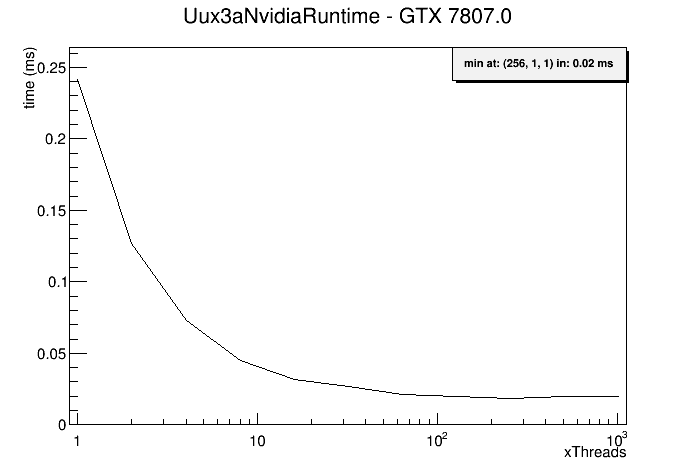 Uux3aNvidiaRuntime - GTX 7807.0
time (ms)
min at: (256, 1, 1) in: 0.02 ms
0.25
0.2
0.15
0.1
0.05
0
1
10
10²
10³
xThreads